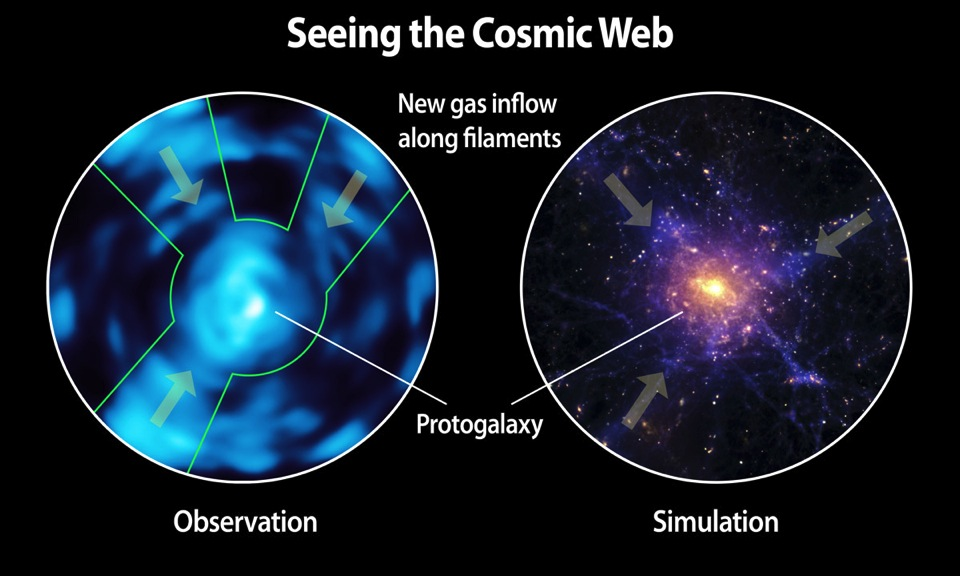 Seeing the Cosmic Web
New gas inflow
along filaments
Protogalaxy
Observation
Simulation